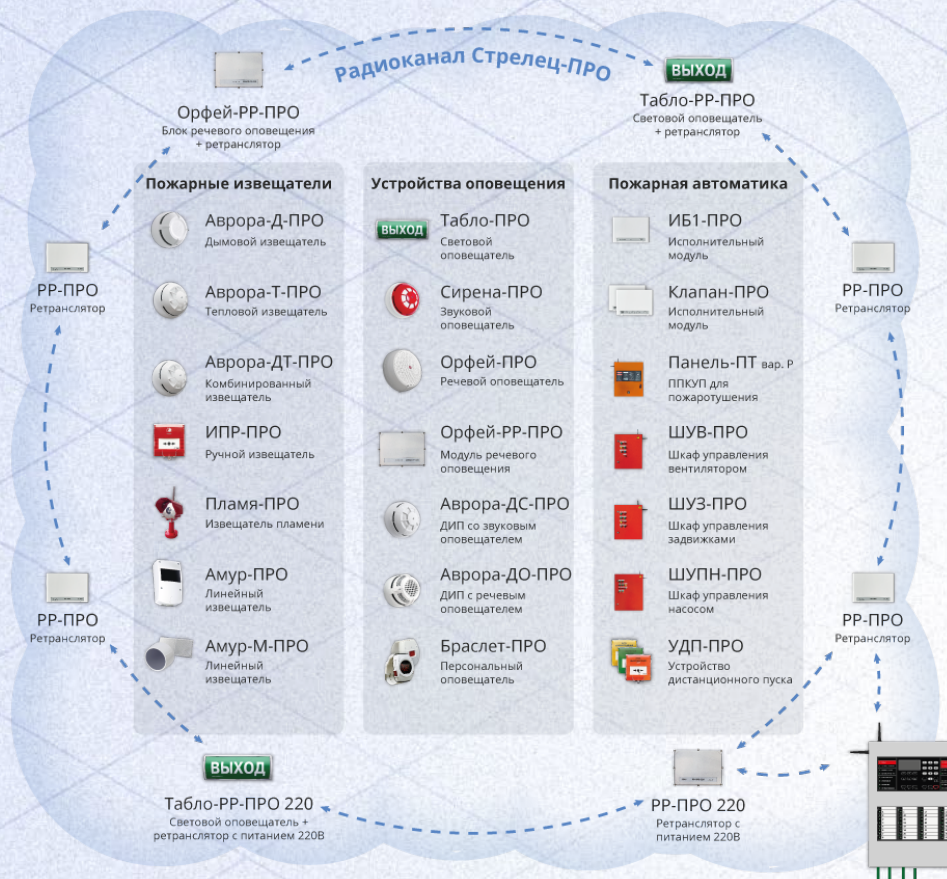 Радиоканал Стрелец-ПРО
Орфей-РР-ПРО
Блок речевого оповещения
+ ретранслятор
ВЫХОД
Табло-РР-ПРО
Световой оповещатель
+ ретранслятор
РР-ПРО
Ретранслятор
РР-ПРО
Ретранслятор
Пожарные извещатели
Аврора-Д-ПРО
Дымовой извещатель
Аврора-Т-ПРО
Тепловой извещатель
Аврора-ДТ-ПРО
Комбинированный
извещатель
ИПР-ПРО
Ручной извещатель
Пламя-ПРО
Извещатель пламени
Амур-ПРО
Линейный
извещатель
Амур-М-ПРО
Линейный
извещатель
Устройства оповещения
ВЫХОД
Табло-ПРО
Световой
оповещатель
Сирена-ПРО
Звуковой
оповещатель
Орфей-ПРО
Речевой оповещатель
Орфей-РР-ПРО
Модуль речевого
оповещения
Аврора-ДС-ПРО
ДИП со звуковым
оповещателем
Аврора-ДО-ПРО
ДИП с речевым
оповещателем
Браслет-ПРО
Персональный
оповещатель
Пожарная автоматика
ИБ1-ПРО
Исполнительный
модуль
Клапан-ПРО
Исполнительный
модуль
Панель-ПТ вар. Р
ППКУП для
пожаротушения
ШУВ-ПРО
Шкаф управления
вентилятором
ШУЗ-ПРО
Шкаф управления
задвижками
ШУПН-ПРО
Шкаф управления
насосом
УДП-ПРО
Устройство
дистанционного пуска
РР-ПРО
Ретранслятор
РР-ПРО
Ретранслятор
ВЫХОД
Табло-РР-ПРО 220
Световой оповещатель +
ретранслятор с питанием 220В
РР-ПРО 220
Ретранслятор с
питанием 220В